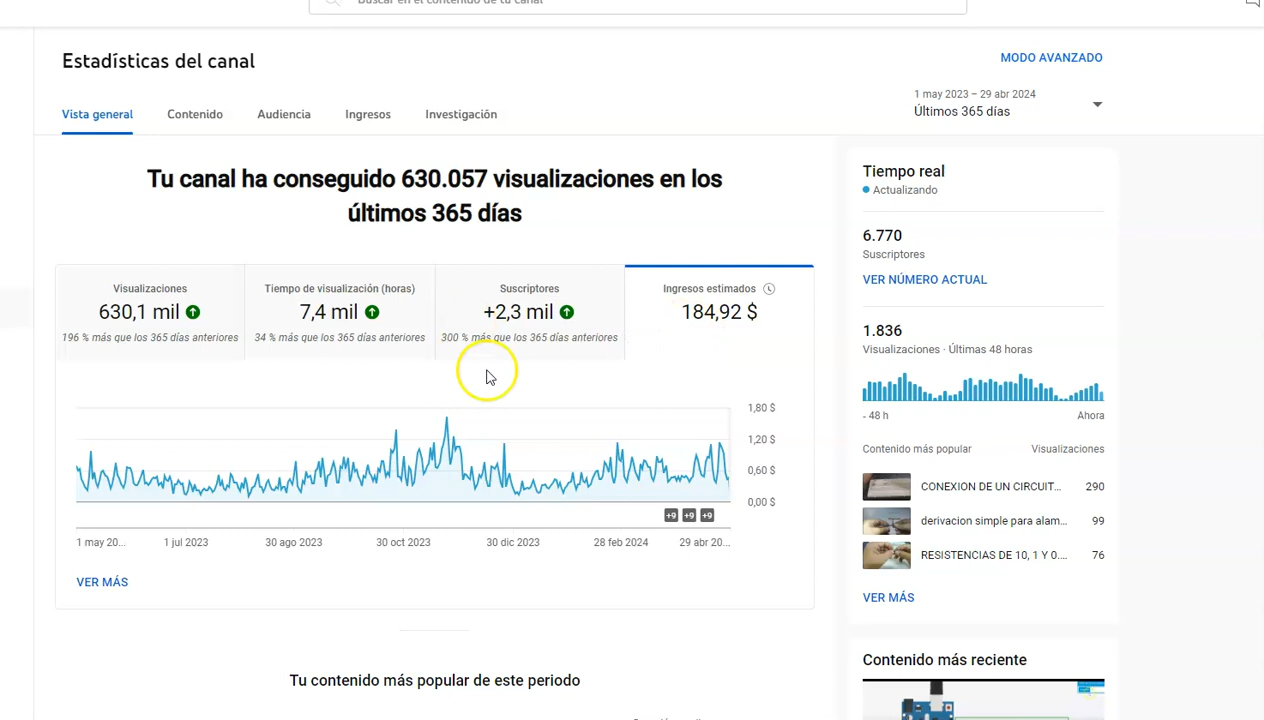 Buscar en el contenido de tu canal
Estadísticas del canal
MODO AVANZADO
1 may 2023 – 29 abr 2024
Últimos 365 días
Vista general
Contenido
Audiencia
Ingresos
Investigación
Tu canal ha conseguido 630.057 visualizaciones en los
últimos 365 días
Visualizaciones
630,1 mil
196 % más que los 365 días anteriores
Tiempo de visualización (horas)
7,4 mil
34 % más que los 365 días anteriores
Suscriptores
+2,3 mil
300 % más que los 365 días anteriores
Ingresos estimados
184,92 $
1,80 $
1,20 $
0,60 $
0,00 $
+9 +9 +9
1 may 20...
1 jul 2023
30 ago 2023
30 oct 2023
30 dic 2023
28 feb 2024
29 abr 20...
VER MÁS
Tu contenido más popular de este periodo
Tiempo real
Actualizando
6.770
Suscriptores
VER NÚMERO ACTUAL
1.836
Visualizaciones · Últimas 48 horas
- 48 h
Ahora
Contenido más popular
Visualizaciones
CONEXION DE UN CIRCUIT... 290
derivacion simple para alam... 99
RESISTENCIAS DE 10, 1 Y 0.... 76
VER MÁS
Contenido más reciente